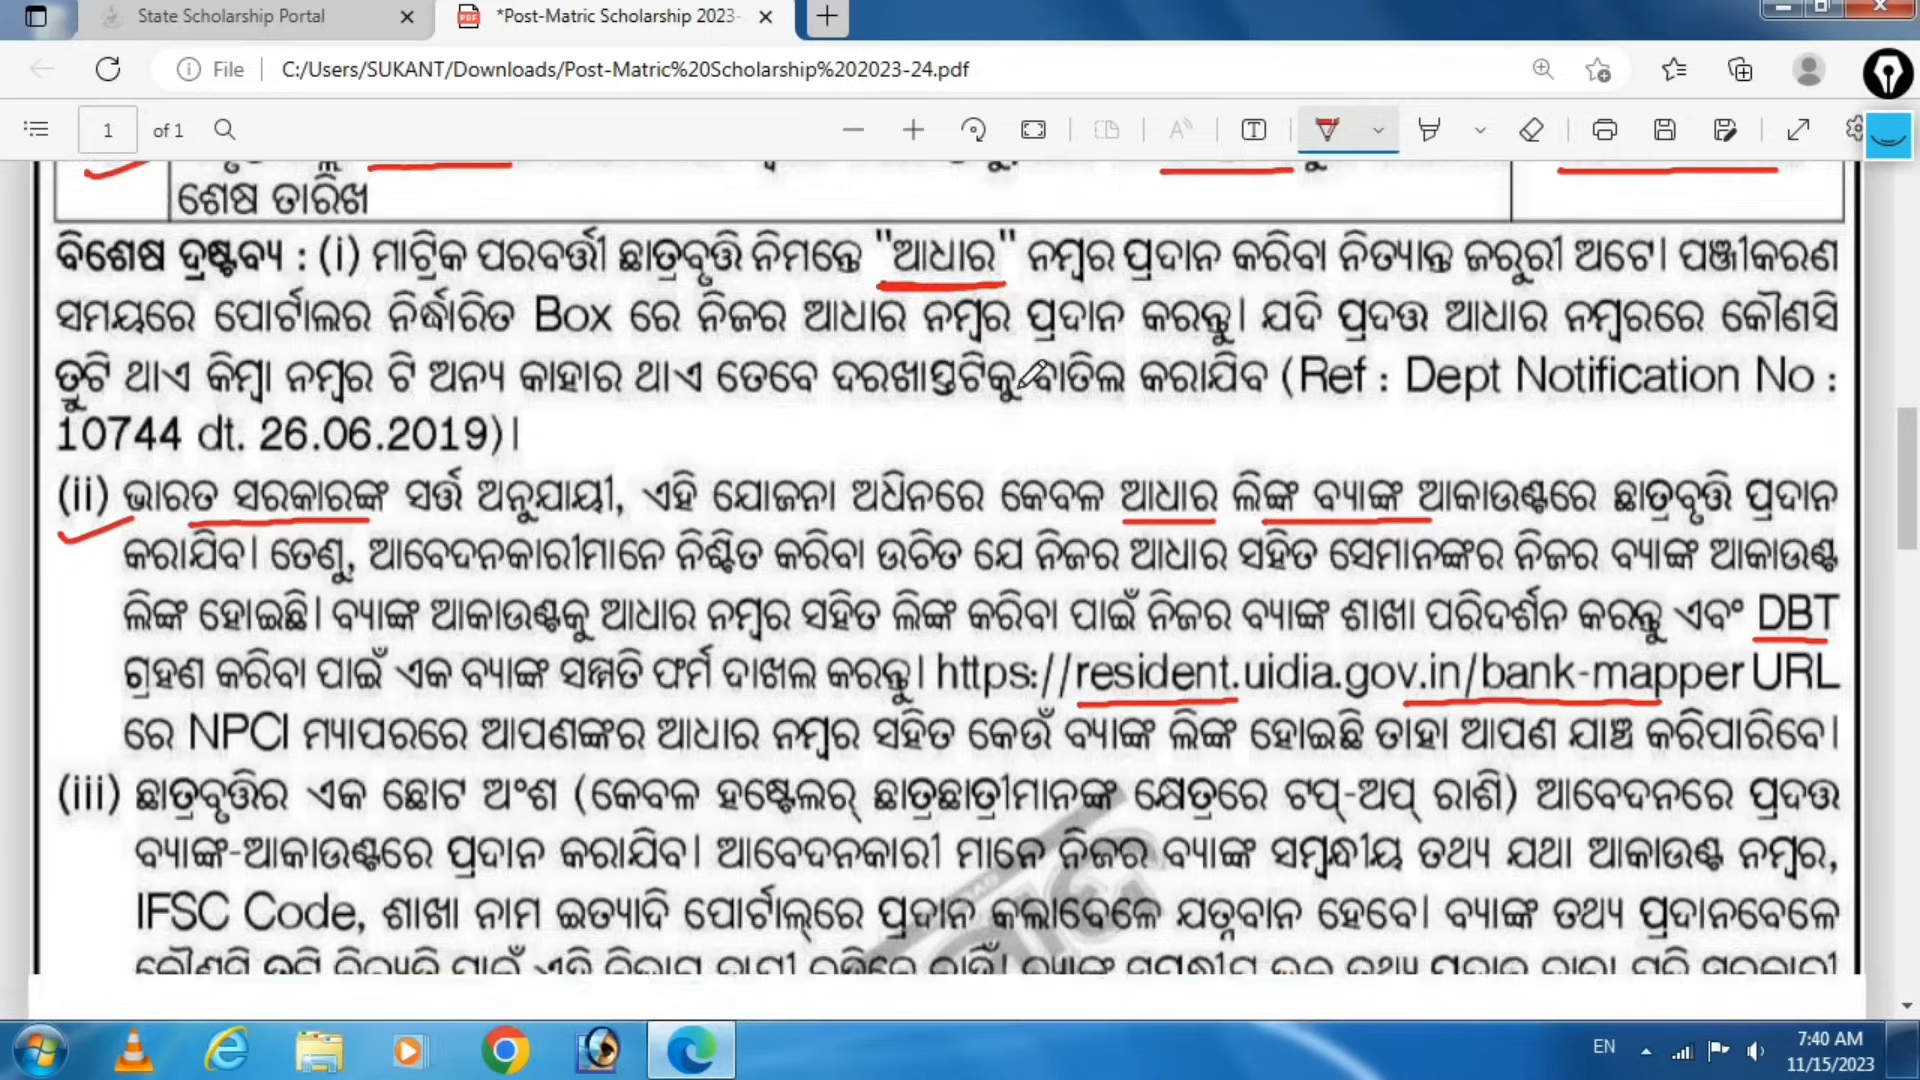 State Scholarship Portal
*Post-Matric Scholarship 2023-
File
C:/Users/SUKANT/Downloads/Post-Matric%20Scholarship%202023-24.pdf
1 of 1
ଶେଷ ତାରିଖ
ବିଶେଷ ଦ୍ରଷ୍ଟବ୍ୟ : (i) ମାଟ୍ରିକ ପରବର୍ତ୍ତୀ ଛାତ୍ରବୃତ୍ତି ନିମନ୍ତେ "ଆଧାର" ନମ୍ବର ପ୍ରଦାନ କରିବା ନିତ୍ୟାନ୍ତ ଜରୁରୀ ଅଟେ। ପଞ୍ଜୀକରଣ
ସମୟରେ ପୋର୍ଟାଲର ନିର୍ଦ୍ଧାରିତ Box ରେ ନିଜର ଆଧାର ନମ୍ବର ପ୍ରଦାନ କରନ୍ତୁ। ଯଦି ପ୍ରଦତ୍ତ ଆଧାର ନମ୍ବରରେ କୌଣସି
ତ୍ରୁଟି ଥାଏ କିମ୍ବା ନମ୍ବର ଟି ଅନ୍ୟ କାହାର ଥାଏ ତେବେ ଦରଖାସ୍ତଟିକୁ ବାତିଲ କରାଯିବ (Ref : Dept Notification No :
10744 dt. 26.06.2019)।
(ii) ଭାରତ ସରକାରଙ୍କ ସର୍ତ୍ତ ଅନୁଯାୟୀ, ଏହି ଯୋଜନା ଅଧିନରେ କେବଳ ଆଧାର ଲିଙ୍କ ବ୍ୟାଙ୍କ ଆକାଉଣ୍ଟରେ ଛାତ୍ରବୃତ୍ତି ପ୍ରଦାନ
କରାଯିବ। ତେଣୁ, ଆବେଦନକାରୀମାନେ ନିଶ୍ଚିତ କରିବା ଉଚିତ ଯେ ନିଜର ଆଧାର ସହିତ ସେମାନଙ୍କର ନିଜର ବ୍ୟାଙ୍କ ଆକାଉଣ୍ଟ
ଲିଙ୍କ ହୋଇଛି। ବ୍ୟାଙ୍କ ଆକାଉଣ୍ଟକୁ ଆଧାର ନମ୍ବର ସହିତ ଲିଙ୍କ କରିବା ପାଇଁ ନିଜର ବ୍ୟାଙ୍କ ଶାଖା ପରିଦର୍ଶନ କରନ୍ତୁ ଏବଂ DBT
ଗ୍ରହଣ କରିବା ପାଇଁ ଏକ ବ୍ୟାଙ୍କ ସମ୍ମତି ଫର୍ମ ଦାଖଲ କରନ୍ତୁ। https://resident.uidia.gov.in/bank-mapper URL
ରେ NPCI ମ୍ୟାପରରେ ଆପଣଙ୍କର ଆଧାର ନମ୍ବର ସହିତ କେଉଁ ବ୍ୟାଙ୍କ ଲିଙ୍କ ହୋଇଛି ତାହା ଆପଣ ଯାଞ୍ଚ କରିପାରିବେ।
(iii) ଛାତ୍ରବୃତ୍ତିର ଏକ ଛୋଟ ଅଂଶ (କେବଳ ହଷ୍ଟେଲର୍ ଛାତ୍ରଛାତ୍ରୀମାନଙ୍କ କ୍ଷେତ୍ରରେ ଟପ୍-ଅପ୍ ରାଶି) ଆବେଦନରେ ପ୍ରଦତ୍ତ
ବ୍ୟାଙ୍କ-ଆକାଉଣ୍ଟରେ ପ୍ରଦାନ କରାଯିବ। ଆବେଦନକାରୀ ମାନେ ନିଜର ବ୍ୟାଙ୍କ ସମ୍ବନ୍ଧୀୟ ତଥ୍ୟ ଯଥା ଆକାଉଣ୍ଟ ନମ୍ବର,
IFSC Code, ଶାଖା ନାମ ଇତ୍ୟାଦି ପୋର୍ଟାଲ୍‌ରେ ପ୍ରଦାନ କଲାବେଳେ ଯତ୍ନବାନ ହେବେ। ବ୍ୟାଙ୍କ ତଥ୍ୟ ପ୍ରଦାନବେଳେ
EN
7:40 AM
11/15/2023